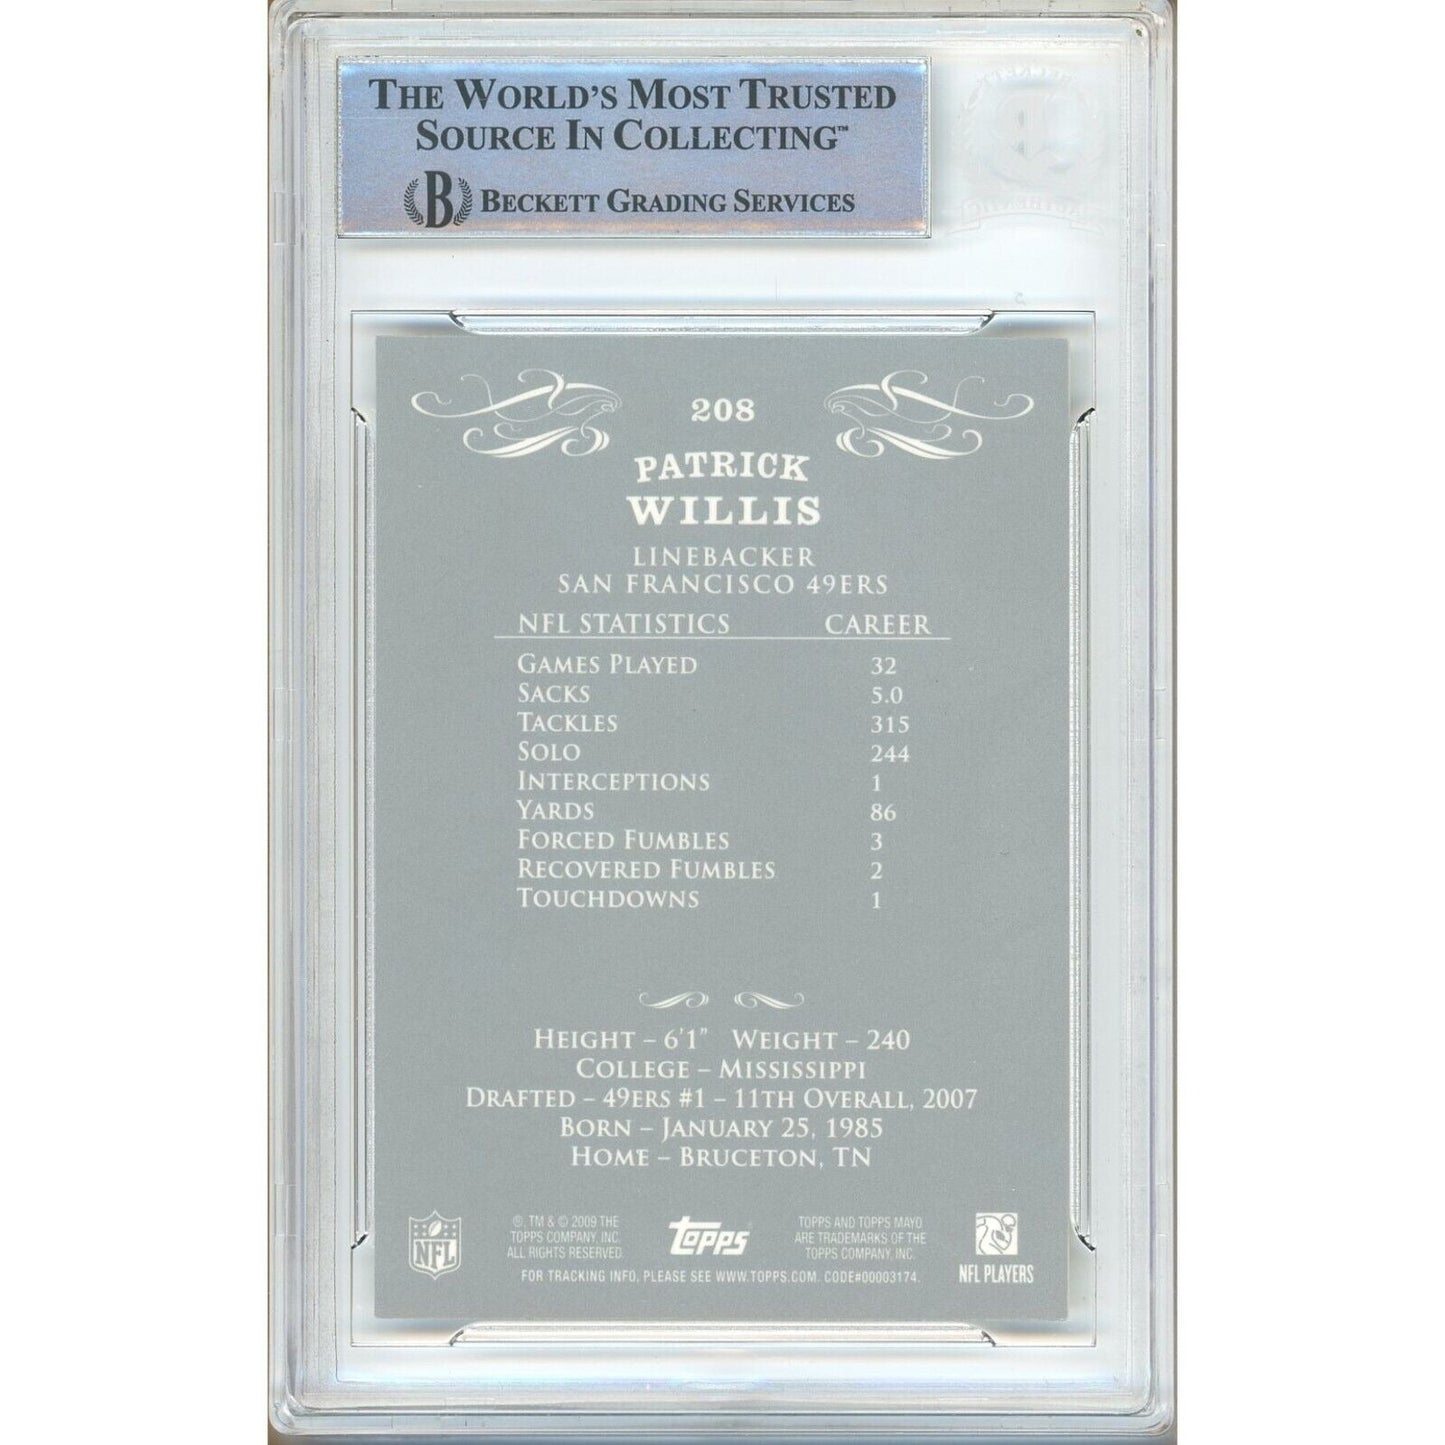 THE WORLD'S MOST TRUSTED
SOURCE IN COLLECTING™
B BECKETT GRADING SERVICES
208
PATRICK
WILLIS
LINEBACKER
SAN FRANCISCO 49ERS
NFL STATISTICS CAREER
GAMES PLAYED 32
SACKS 5.0
TACKLES 315
SOLO 244
INTERCEPTIONS 1
YARDS 86
FORCED FUMBLES 3
RECOVERED FUMBLES 2
TOUCHDOWNS 1
HEIGHT – 6'1" WEIGHT – 240
COLLEGE – MISSISSIPPI
DRAFTED – 49ERS #1 – 11TH OVERALL, 2007
BORN – JANUARY 25, 1985
HOME – BRUCETON, TN
NFL
®, TM & © 2009 THE
TOPPS COMPANY, INC.
ALL RIGHTS RESERVED.
TOPPS
TOPPS AND TOPPS MAYO
ARE TRADEMARKS OF THE
TOPPS COMPANY, INC.
NFL PLAYERS
FOR TRACKING INFO, PLEASE SEE WWW.TOPPS.COM. CODE#00003174.